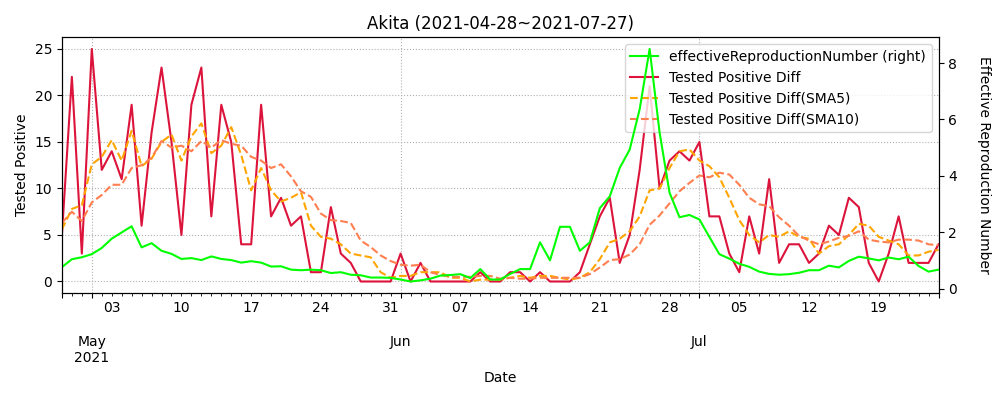 Akita (2021-04-28~2021-07-27)
effectiveReproductionNumber (right)
Tested Positive Diff
Tested Positive Diff(SMA5)
Tested Positive Diff(SMA10)
Tested Positive
25
20
15
10
5
0
Effective Reproduction Number
8
6
4
2
0
03 10 17 24 31 07 14 21 28 05 12 19
May Jun Jul
2021
Date